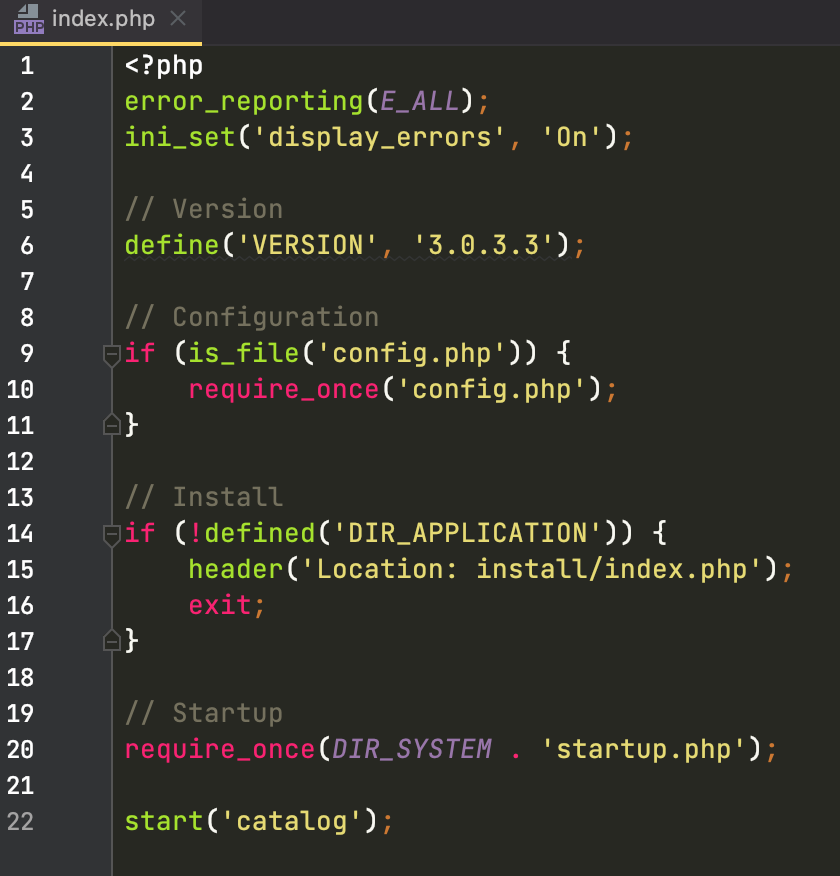 PHP index.php
1 <?php
2 error_reporting(E_ALL);
3 ini_set('display_errors', 'On');
4
5 // Version
6 define('VERSION', '3.0.3.3');
7
8 // Configuration
9 if (is_file('config.php')) {
10     require_once('config.php');
11 }
12
13 // Install
14 if (!defined('DIR_APPLICATION')) {
15     header('Location: install/index.php');
16     exit;
17 }
18
19 // Startup
20 require_once(DIR_SYSTEM . 'startup.php');
21
22 start('catalog');